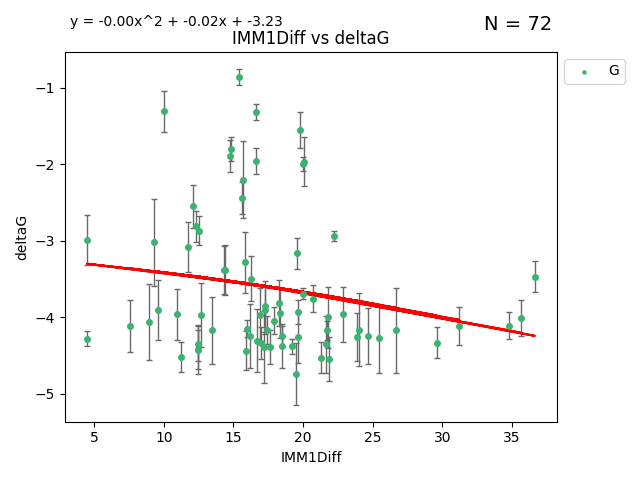 y = -0.00x^2 + -0.02x + -3.23
N = 72
IMM1Diff vs deltaG
G
−1
−2
−3
−4
−5
deltaG
5 10 15 20 25 30 35
IMM1Diff